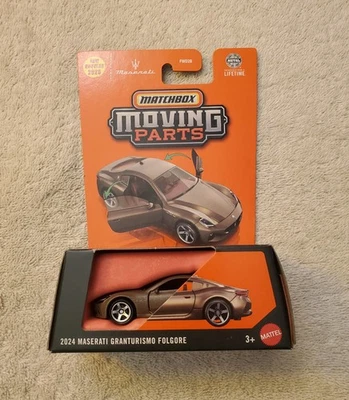 Maserati
MATCHBOX
MOVING
PARTS
LIFETIME
2024 MASERATI GRANTURISMO FOLGORE
3+
MATTEL